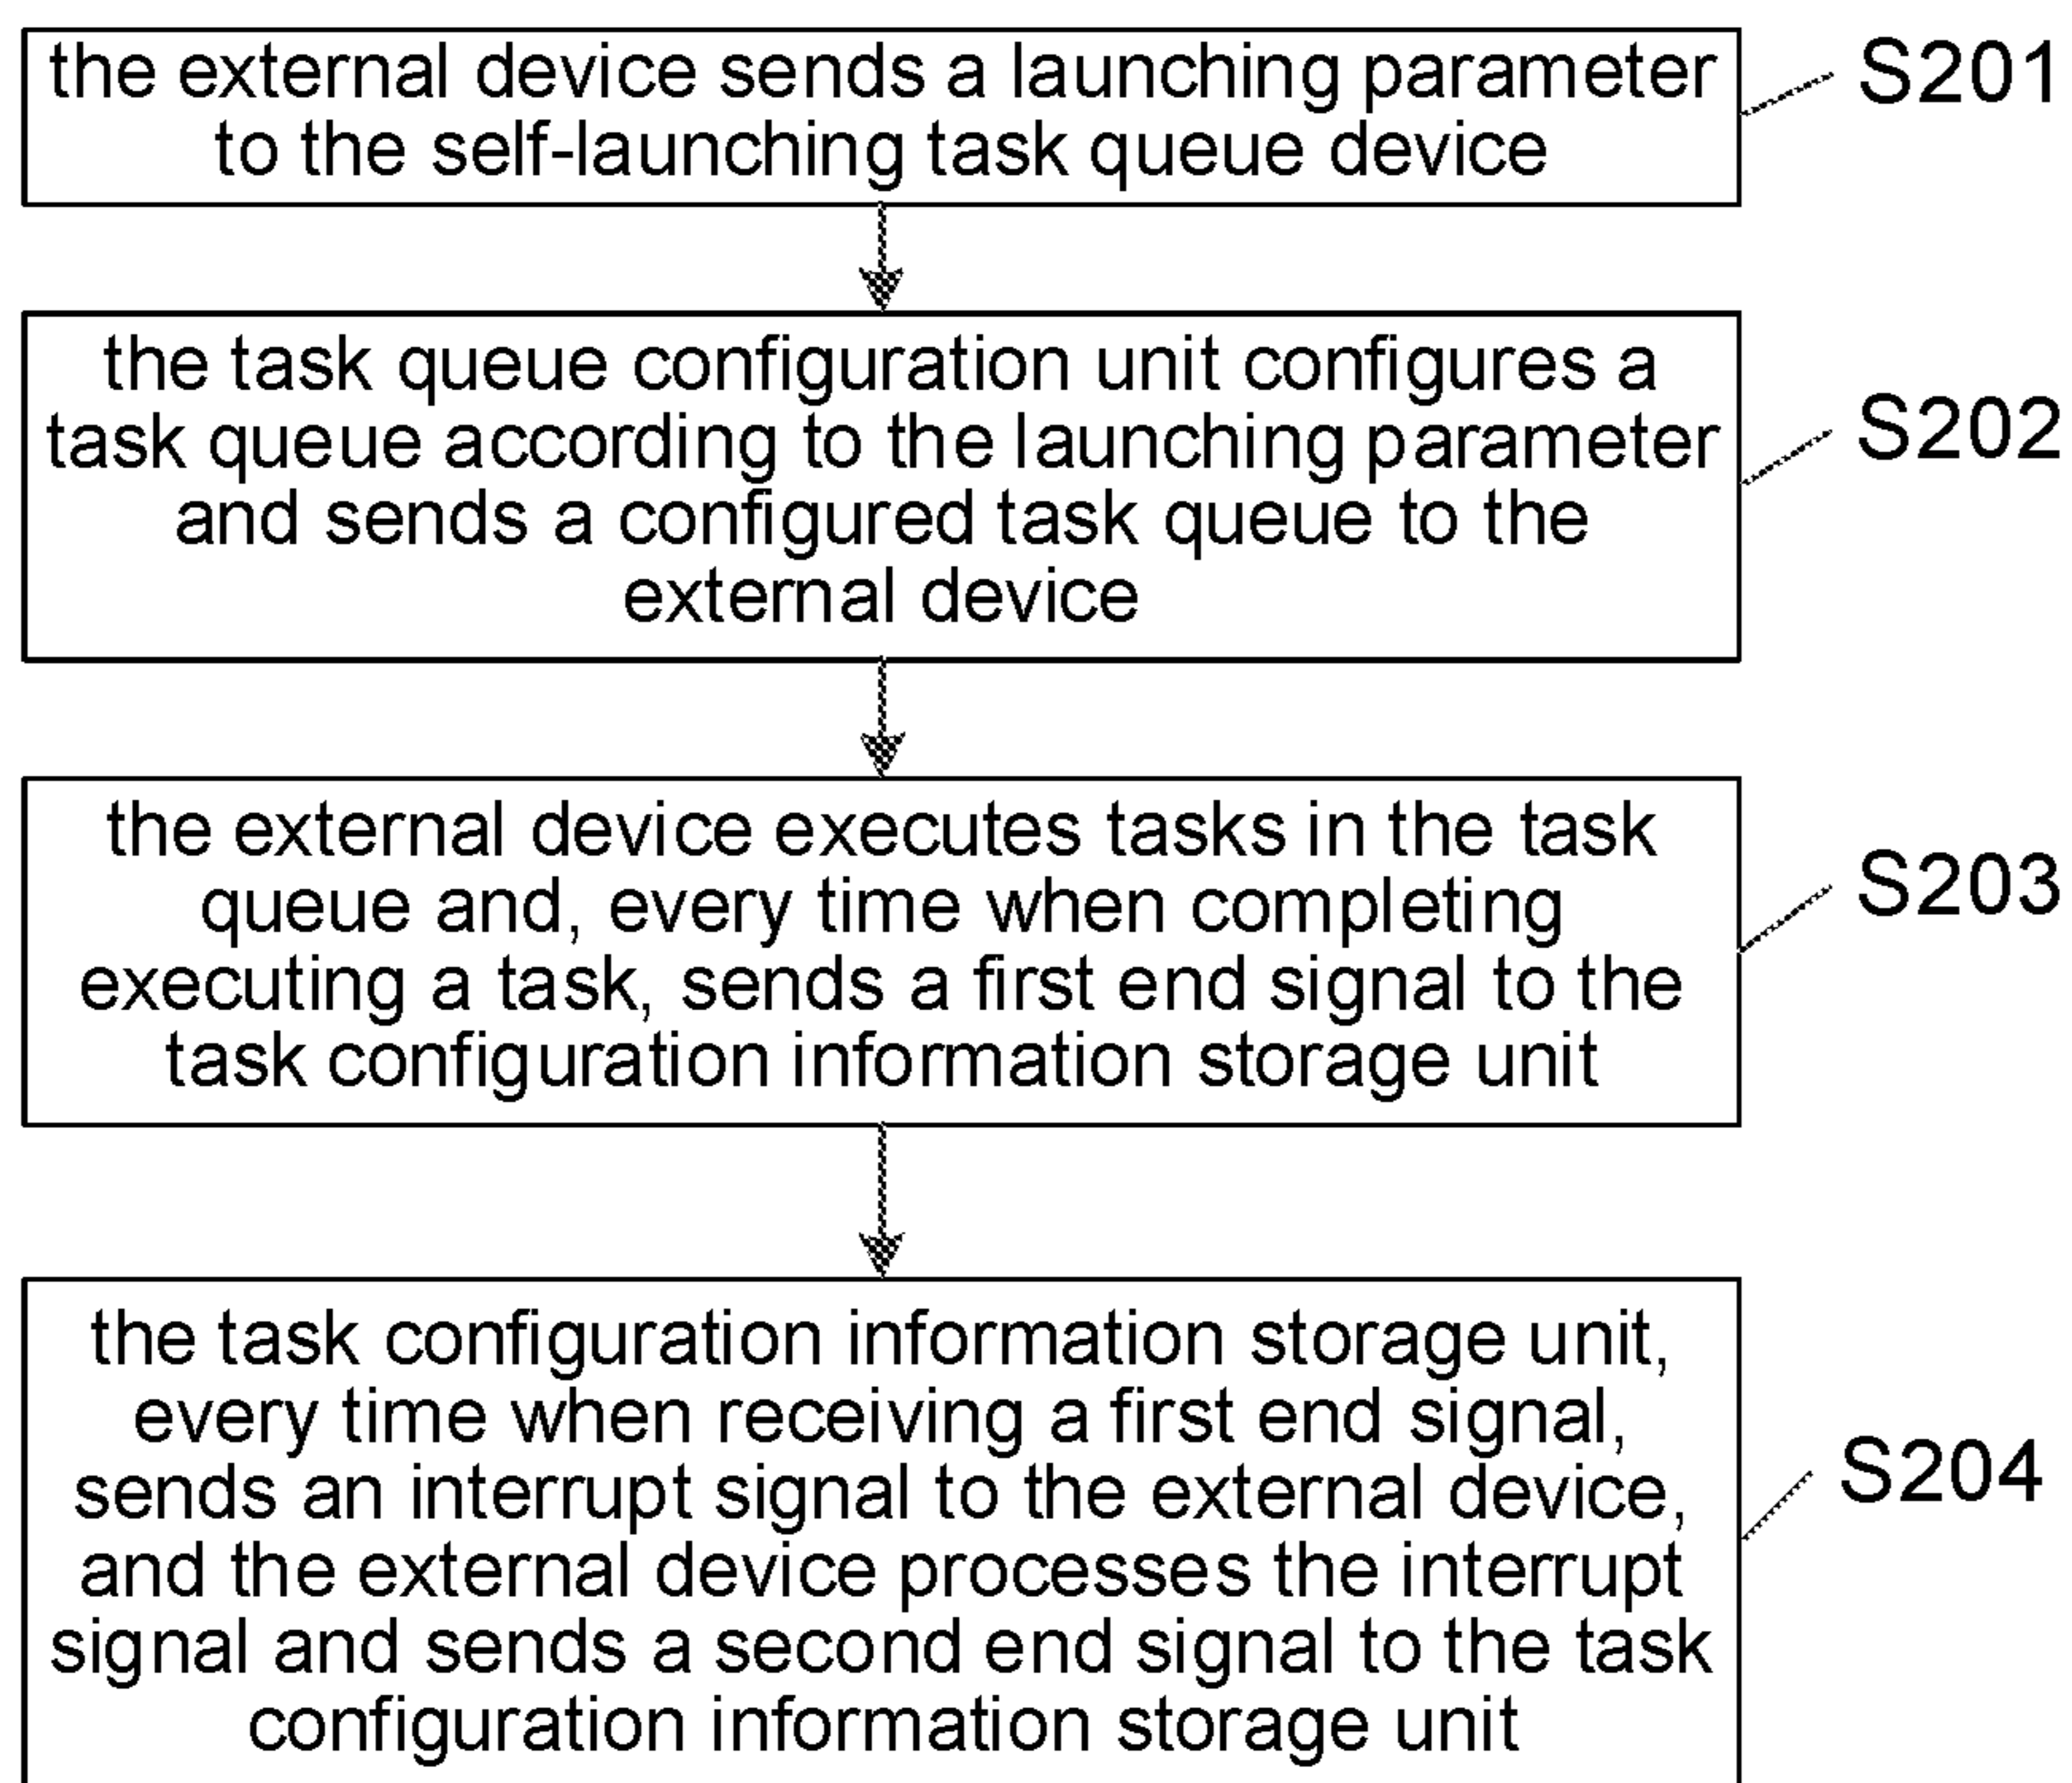 the external device sends a launching parameter
to the self-launching task queue device
S201
the task queue configuration unit configures a
task queue according to the launching parameter
and sends a configured task queue to the
external device
S202
the external device executes tasks in the task
queue and, every time when completing
executing a task, sends a first end signal to the
task configuration information storage unit
S203
the task configuration information storage unit,
every time when receiving a first end signal,
sends an interrupt signal to the external device,
and the external device processes the interrupt
signal and sends a second end signal to the task
configuration information storage unit
S204